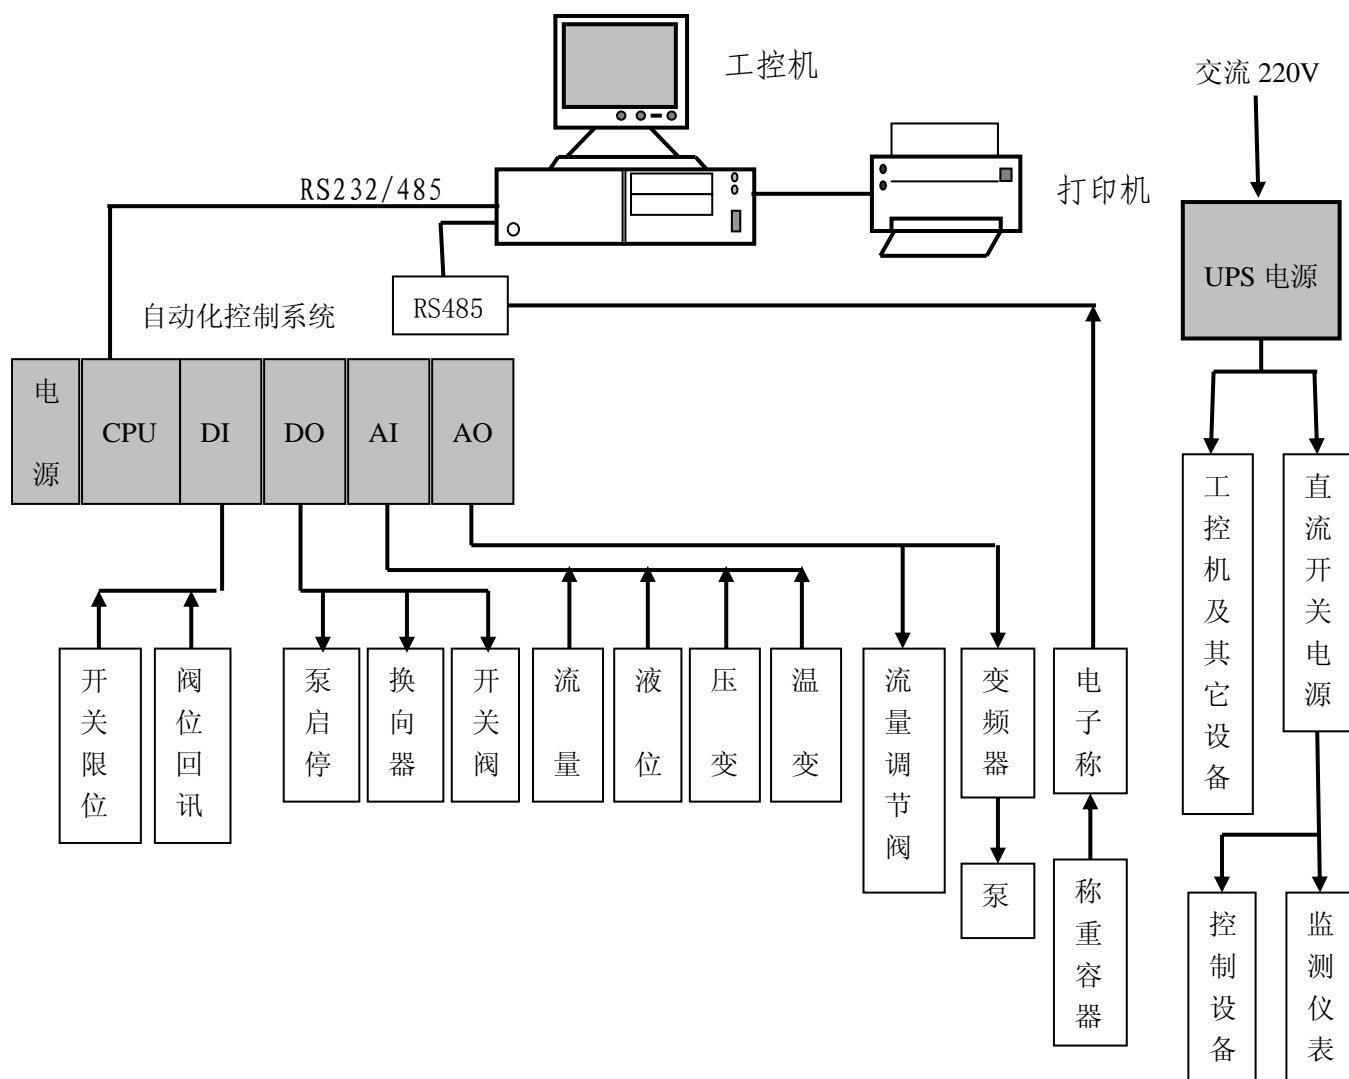 工控机
交流 220V
打印机
RS232/485
UPS 电源
RS485
自动化控制系统
电源
CPU
DI
DO
AI
AO
工控机及其它设备
直流开关电源
开关限位
阀位回讯
泵启停
换向器
开关阀
流量
液位
压变
温变
流量调节阀
变频器
电子称
泵
称重容器
控制设备
监测仪表